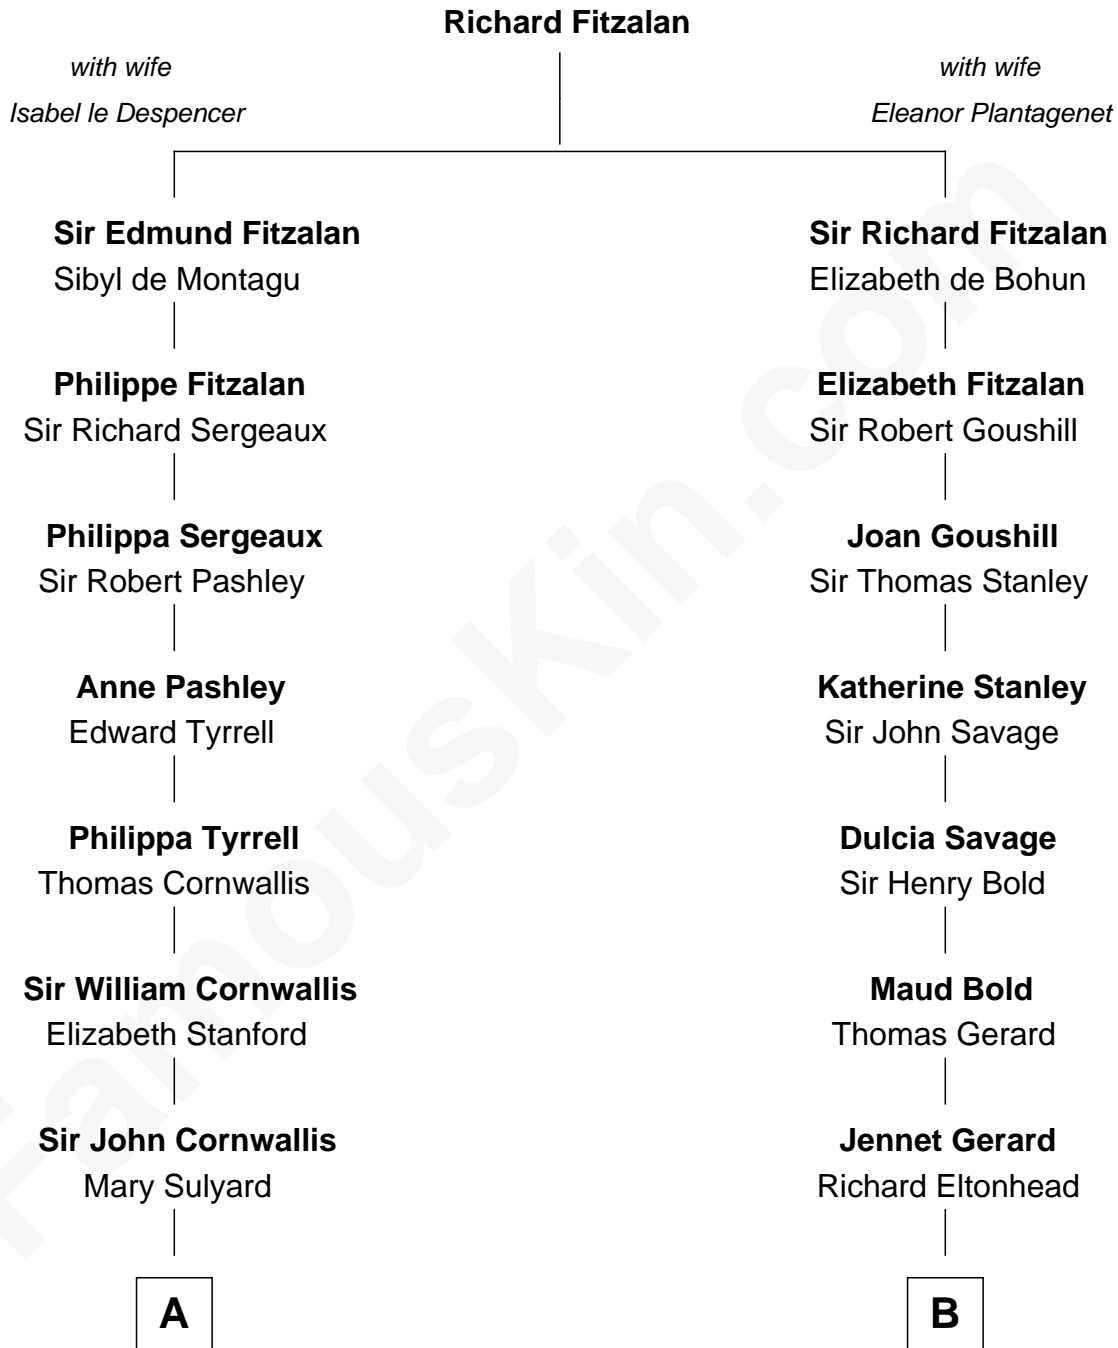 Richard Fitzalan
with wife
Isabel le Despencer
with wife
Eleanor Plantagenet
Sir Edmund Fitzalan
Sibyl de Montagu
Philippe Fitzalan
Sir Richard Sergeaux
Philippa Sergeaux
Sir Robert Pashley
Anne Pashley
Edward Tyrrell
Philippa Tyrrell
Thomas Cornwallis
Sir William Cornwallis
Elizabeth Stanford
Sir John Cornwallis
Mary Sulyard
A
Sir Richard Fitzalan
Elizabeth de Bohun
Elizabeth Fitzalan
Sir Robert Goushill
Joan Goushill
Sir Thomas Stanley
Katherine Stanley
Sir John Savage
Dulcia Savage
Sir Henry Bold
Maud Bold
Thomas Gerard
Jennet Gerard
Richard Eltonhead
B
FamousKin.com